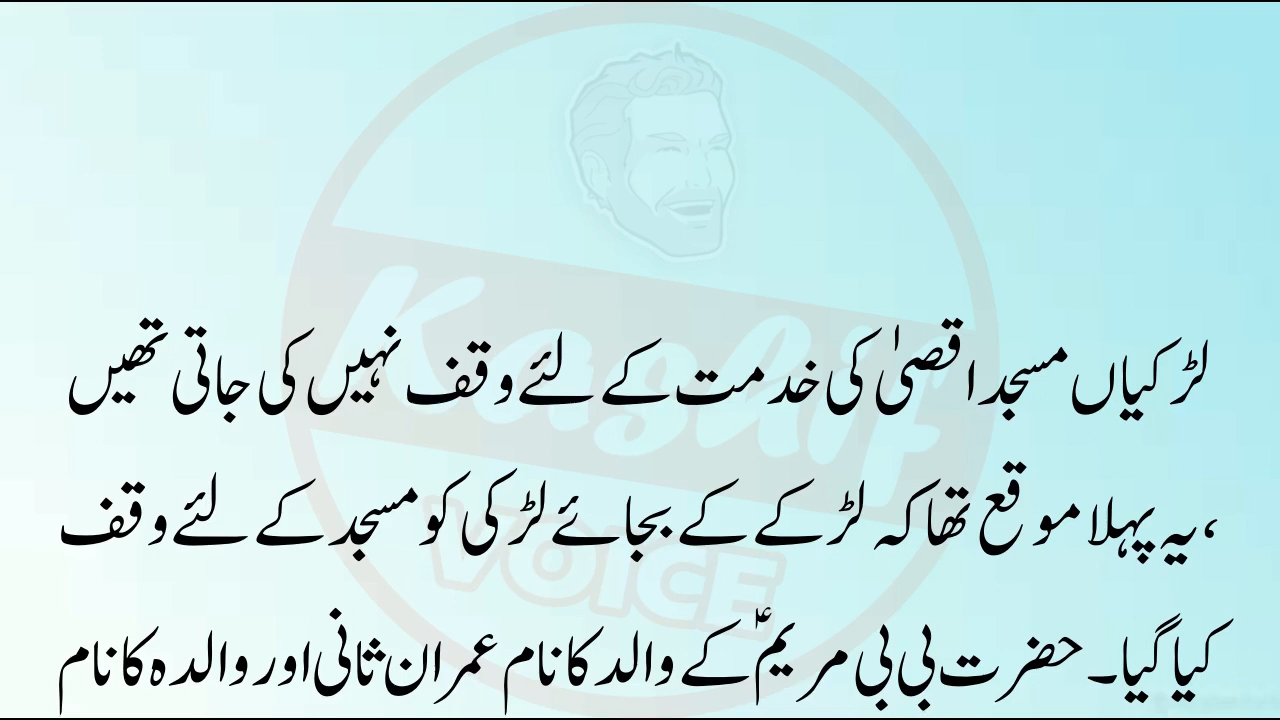 Kashif
VOICE
لڑکیاں مسجد اقصیٰ کی خدمت کے لئے وقف نہیں کی جاتی تھیں
،یہ پہلا موقع تھا کہ لڑکے کے بجائے لڑکی کو مسجد کے لئے وقف
کیا گیا۔ حضرت بی بی مریمؑ کے والد کا نام عمران ثانی اور والدہ کا نام